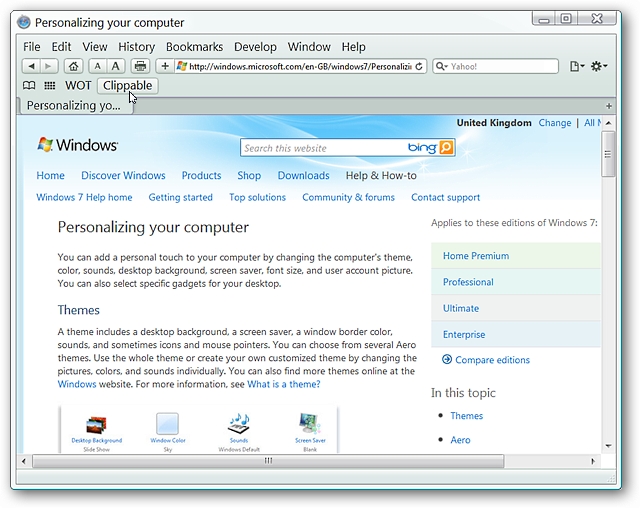 Personalizing your computer
File Edit View History Bookmarks Develop Window Help
A A http://windows.microsoft.com/en-GB/windows7/Personalizi Yahoo!
WOT Clippable
Personalizing yo...
United Kingdom Change | All
Windows Search this website bing
Home Discover Windows Products Shop Downloads Help & How-to
Windows 7 Help home Getting started Top solutions Community & forums Contact support
Personalizing your computer
You can add a personal touch to your computer by changing the computer's theme,
color, sounds, desktop background, screen saver, font size, and user account picture.
You can also select specific gadgets for your desktop.
Themes
A theme includes a desktop background, a screen saver, a window border color,
sounds, and sometimes icons and mouse pointers. You can choose from several Aero
themes. Use the whole theme or create your own customized theme by changing the
pictures, colors, and sounds individually. You can also find more themes online at the
Windows website. For more information, see What is a theme?
Desktop Background Window Color Sounds Screen Saver
Slide Show Sky Windows Default Blank
Applies to these editions of Windows 7:
Home Premium
Professional
Ultimate
Enterprise
Compare editions
In this topic
Themes
Aero